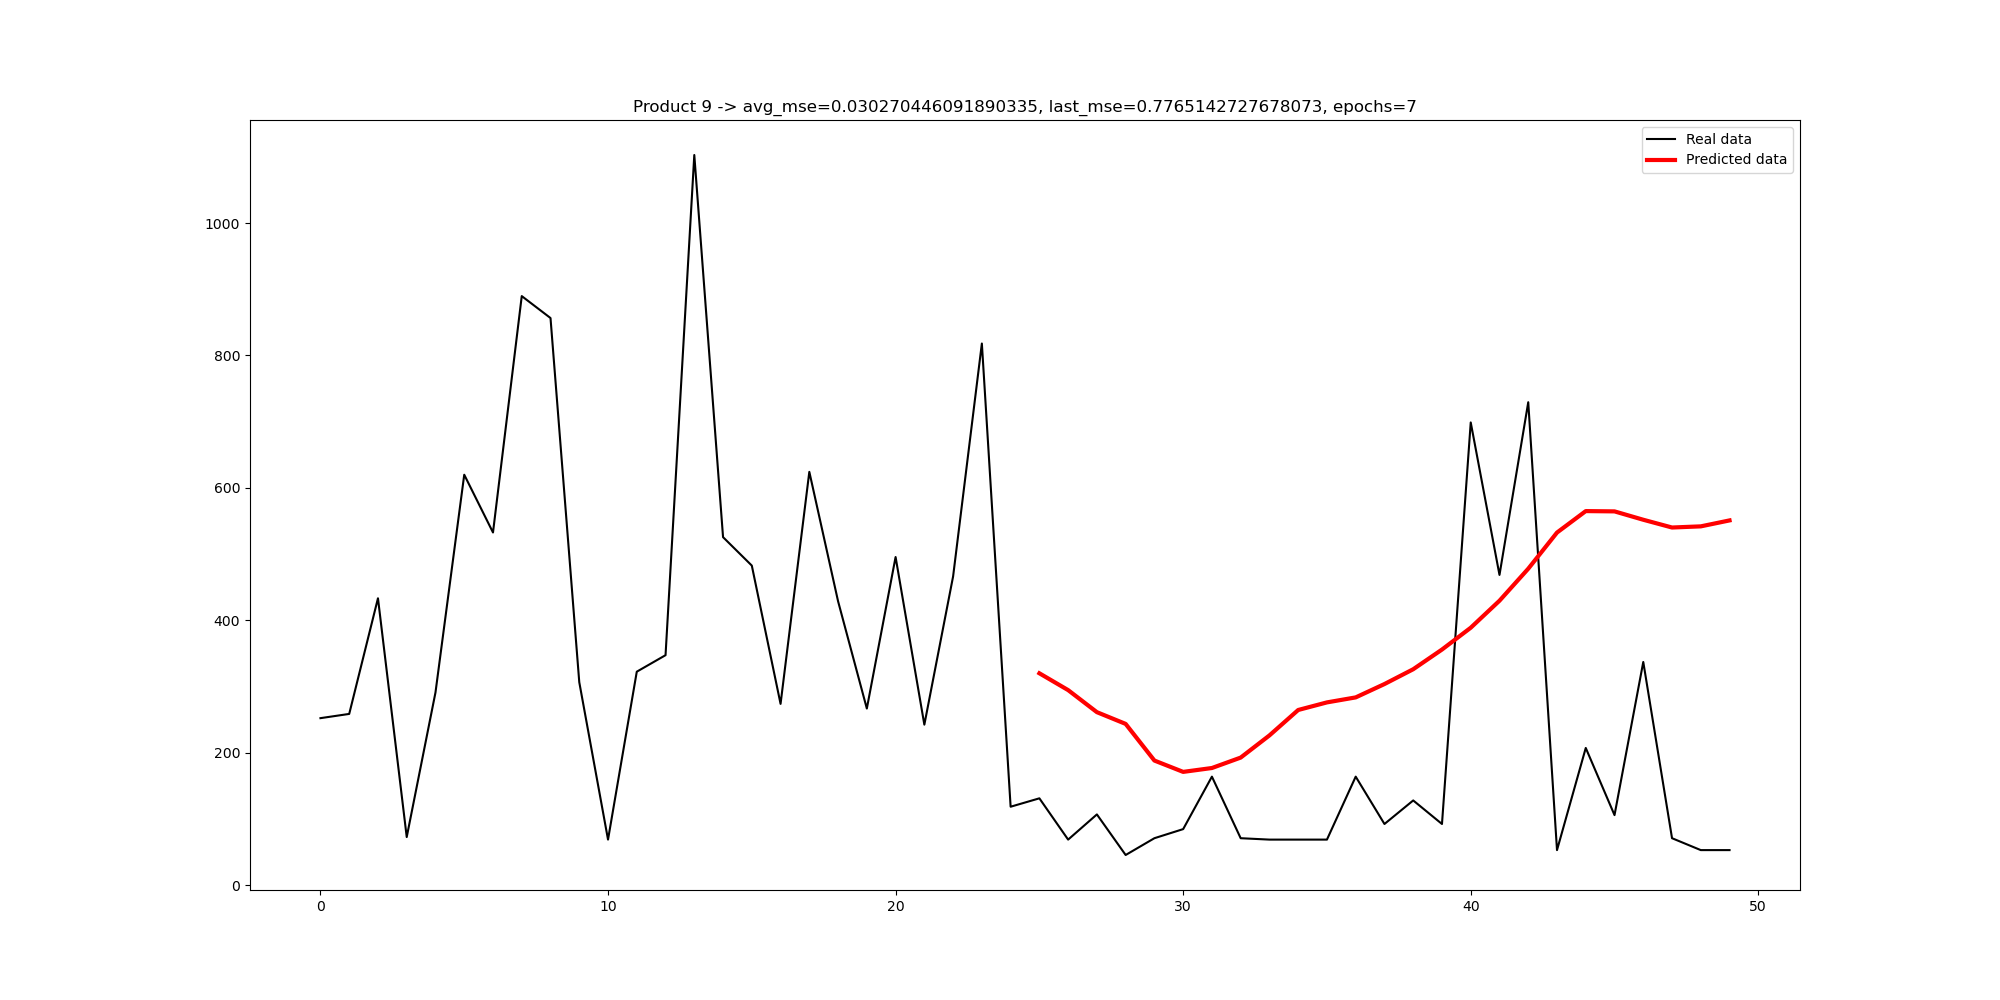 Product 9 -> avg_mse=0.030270446091890335, last_mse=0.7765142727678073, epochs=7
Real data
Predicted data
1000
800
600
400
200
0
0 10 20 30 40 50